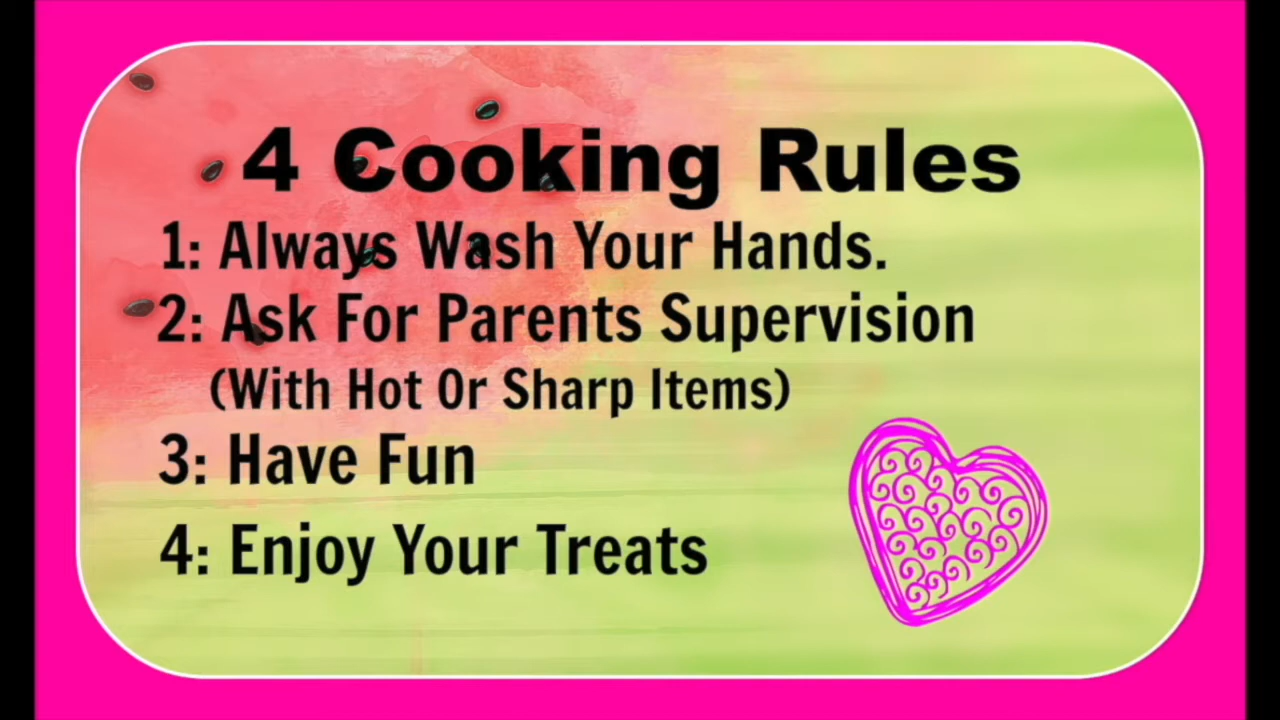 4 Cooking Rules
1: Always Wash Your Hands.
2: Ask For Parents Supervision
(With Hot Or Sharp Items)
3: Have Fun
4: Enjoy Your Treats